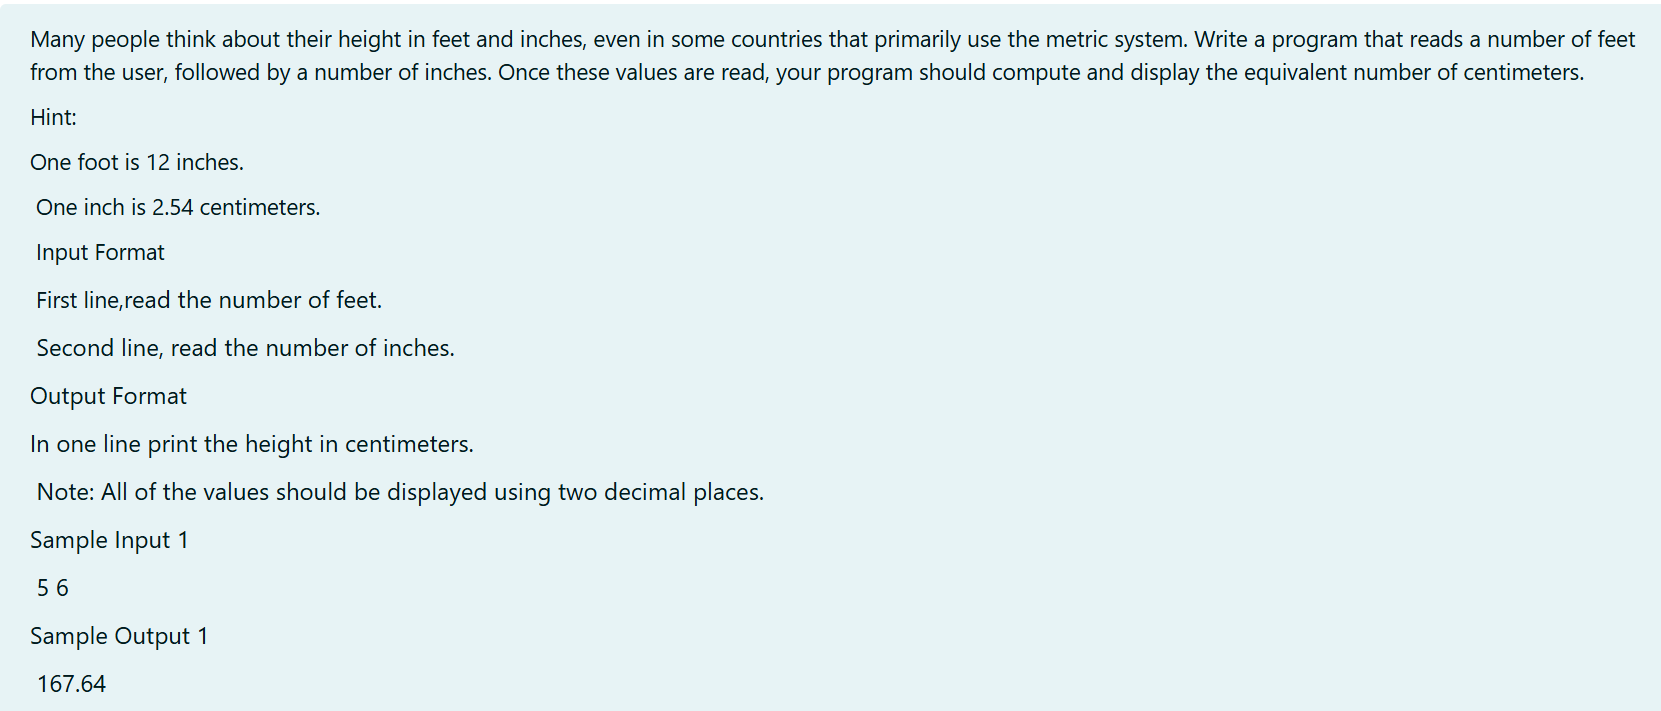 Many people think about their height in feet and inches, even in some countries that primarily use the metric system. Write a program that reads a number of feet
from the user, followed by a number of inches. Once these values are read, your program should compute and display the equivalent number of centimeters.
Hint:
One foot is 12 inches.
One inch is 2.54 centimeters.
Input Format
First line,read the number of feet.
Second line, read the number of inches.
Output Format
In one line print the height in centimeters.
Note: All of the values should be displayed using two decimal places.
Sample Input 1
5 6
Sample Output 1
167.64